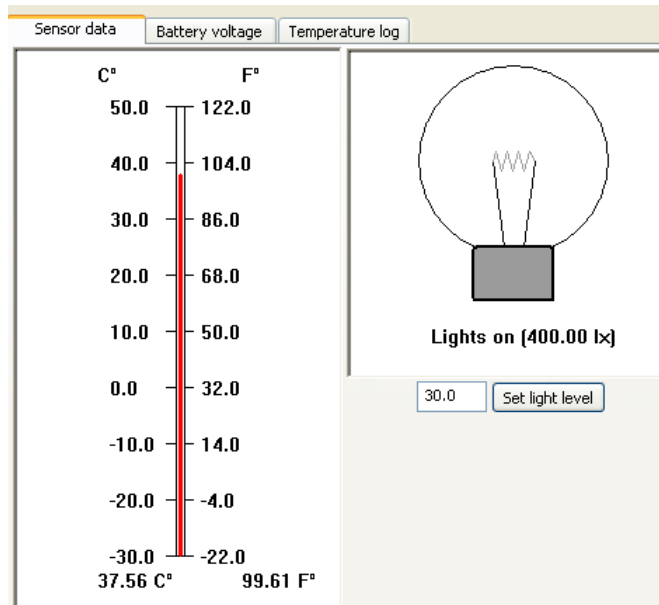 Sensor data Battery voltage Temperature log
C° F°
50.0 122.0
40.0 104.0
30.0 86.0
20.0 68.0
10.0 50.0
0.0 32.0
-10.0 14.0
-20.0 -4.0
-30.0 -22.0
37.56 C° 99.61 F°
Lights on (400.00 lx)
30.0 Set light level